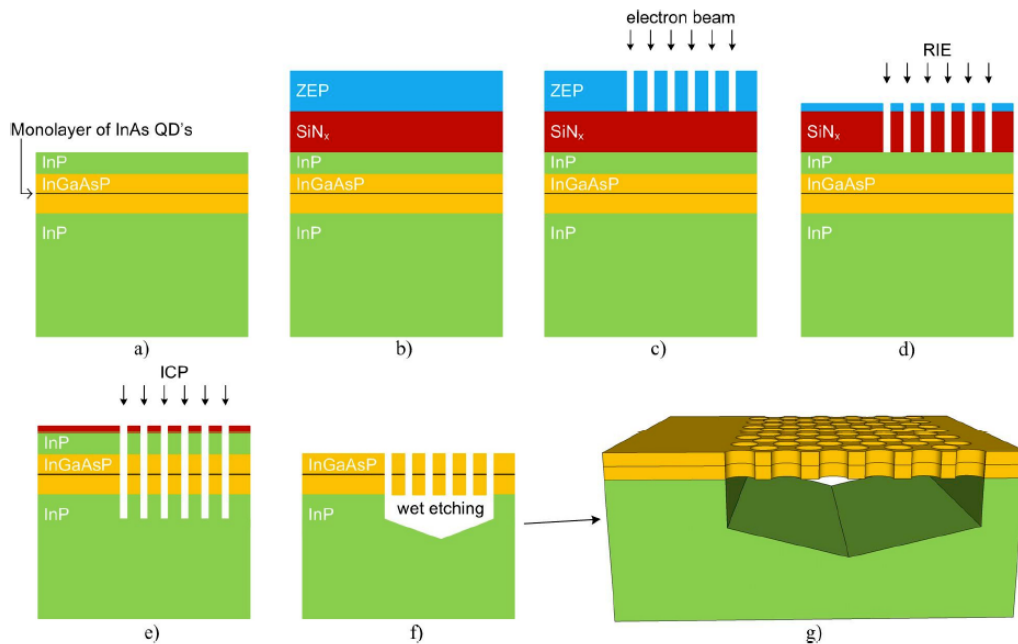 electron beam
RIE
ZEP
ZEP
Monolayer of InAs QD's
SiNₓ
SiNₓ
SiNₓ
InP
InP
InP
InP
InGaAsP
InGaAsP
InGaAsP
InGaAsP
InP
InP
InP
InP
a)
b)
c)
d)
ICP
InP
InGaAsP
InGaAsP
InP
InP
wet etching
e)
f)
g)